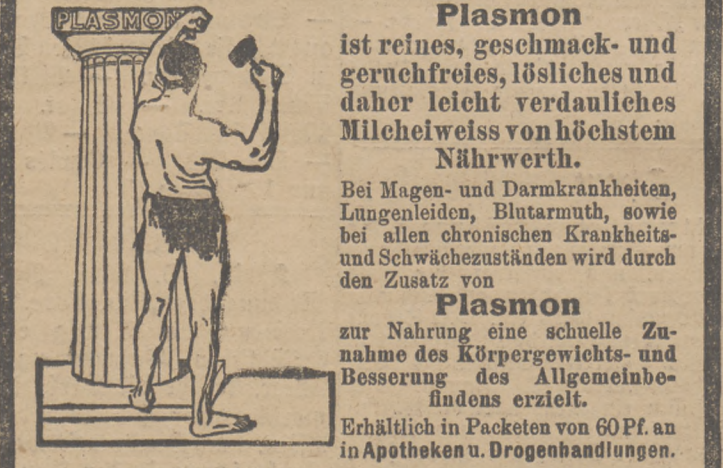 PLASMON
Plasmon
ist reines, geschmack- und
geruchfreies, lösliches und
daher leicht verdauliches
Milcheiweiss von höchstem
Nährwerth.
Bei Magen- und Darmkrankheiten,
Lungenleiden, Blutarmuth, sowie
bei allen chronischen Krankheits-
und Schwächezuständen wird durch
den Zusatz von
Plasmon
zur Nahrung eine schuelle Zu-
nahme des Körpergewichts- und
Besserung des Allgemeinbe-
findens erzielt.
Erhältlich in Packeten von 60 Pf. an
in Apotheken u. Drogenhandlungen.